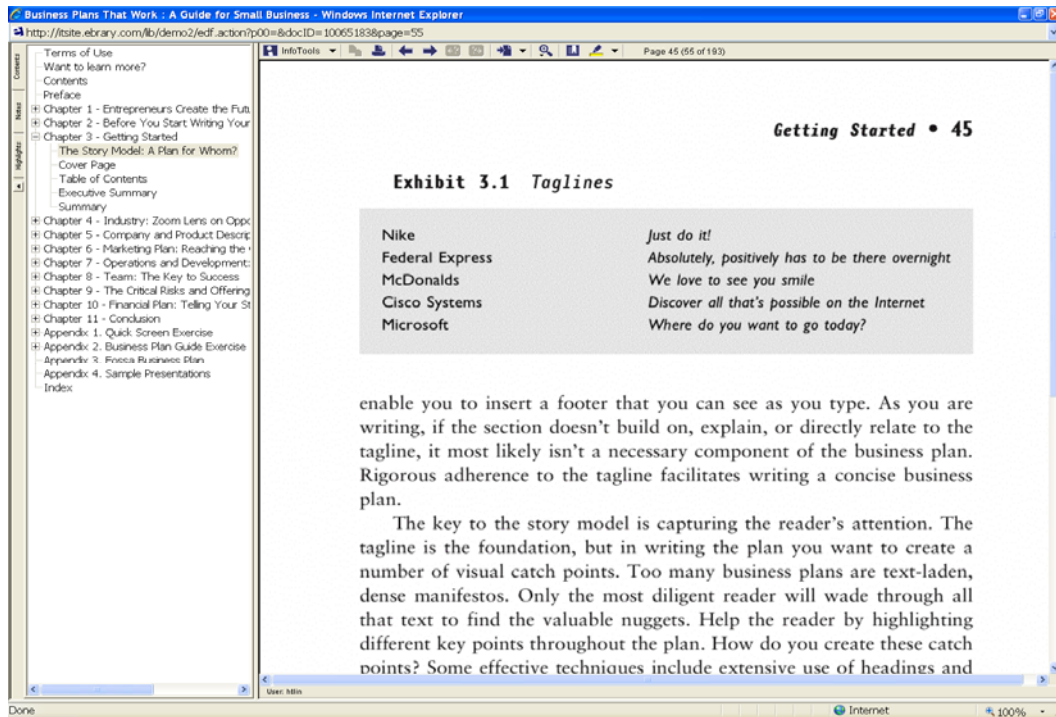 Business Plans That Work : A Guide for Small Business - Windows Internet Explorer
http://itsite.ebrary.com/lib/demo2/edf.action?p00=&docID=10065183&page=55
Contents
Notes
Highlights
Terms of Use
Want to learn more?
Contents
Preface
Chapter 1 - Entrepreneurs Create the Futu
Chapter 2 - Before You Start Writing Your
Chapter 3 - Getting Started
The Story Model: A Plan for Whom?
Cover Page
Table of Contents
Executive Summary
Summary
Chapter 4 - Industry: Zoom Lens on Oppo
Chapter 5 - Company and Product Descrip
Chapter 6 - Marketing Plan: Reaching the
Chapter 7 - Operations and Development:
Chapter 8 - Team: The Key to Success
Chapter 9 - The Critical Risks and Offering
Chapter 10 - Financial Plan: Telling Your St
Chapter 11 - Conclusion
Appendix 1. Quick Screen Exercise
Appendix 2. Business Plan Guide Exercise
Appendix 3. Fossa Business Plan
Appendix 4. Sample Presentations
Index
InfoTools Page 45 (55 of 193)
Getting Started • 45
Exhibit 3.1 Taglines
Nike Just do it!
Federal Express Absolutely, positively has to be there overnight
McDonalds We love to see you smile
Cisco Systems Discover all that's possible on the Internet
Microsoft Where do you want to go today?
enable you to insert a footer that you can see as you type. As you are
writing, if the section doesn't build on, explain, or directly relate to the
tagline, it most likely isn't a necessary component of the business plan.
Rigorous adherence to the tagline facilitates writing a concise business
plan.
The key to the story model is capturing the reader's attention. The
tagline is the foundation, but in writing the plan you want to create a
number of visual catch points. Too many business plans are text-laden,
dense manifestos. Only the most diligent reader will wade through all
that text to find the valuable nuggets. Help the reader by highlighting
different key points throughout the plan. How do you create these catch
points? Some effective techniques include extensive use of headings and
User: htlin
Done Internet 100%